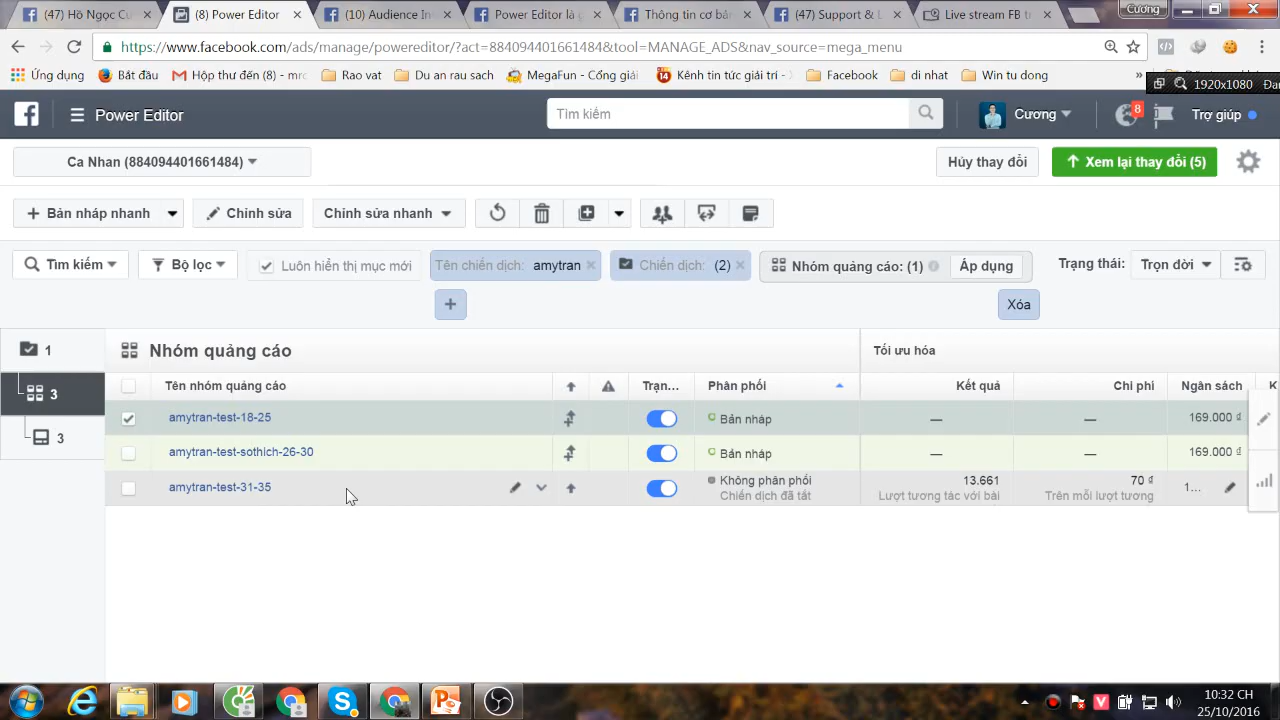 (47) Hồ Ngọc Cư
(8) Power Editor
(10) Audience In
Power Editor là g
Thông tin cơ bản
(47) Support &
Live stream FB t
Cương
https://www.facebook.com/ads/manage/powereditor/?act=884094401661484&tool=MANAGE_ADS&nav_source=mega_menu
Ứng dụng
Bắt đầu
Hộp thư đến (8) - mrc
Rao vat
Du an rau sach
MegaFun - Cổng giải
Kênh tin tức giải trí -
Facebook
di nhat
Win tu dong
»
1920x1080
Power Editor
Tìm kiếm
Cương
8
Trợ giúp
Ca Nhan (884094401661484)
Hủy thay đổi
Xem lại thay đổi (5)
+ Bản nháp nhanh
Chỉnh sửa
Chỉnh sửa nhanh
Tìm kiếm
Bộ lọc
Luôn hiển thị mục mới
Tên chiến dịch: amytran
Chiến dịch: (2)
Nhóm quảng cáo: (1)
Áp dụng
Trạng thái:
Trọn đời
+
Xóa
1
Nhóm quảng cáo
Tối ưu hóa
3
Tên nhóm quảng cáo
Trạn...
Phân phối
Kết quả
Chi phí
Ngân sách
K
amytran-test-18-25
Bản nháp
—
—
169.000 ₫
3
amytran-test-sothich-26-30
Bản nháp
—
—
169.000 ₫
amytran-test-31-35
Không phân phối
Chiến dịch đã tắt
13.661
Lượt tương tác với bài
70 ₫
Trên mỗi lượt tương
1...
10:32 CH
25/10/2016